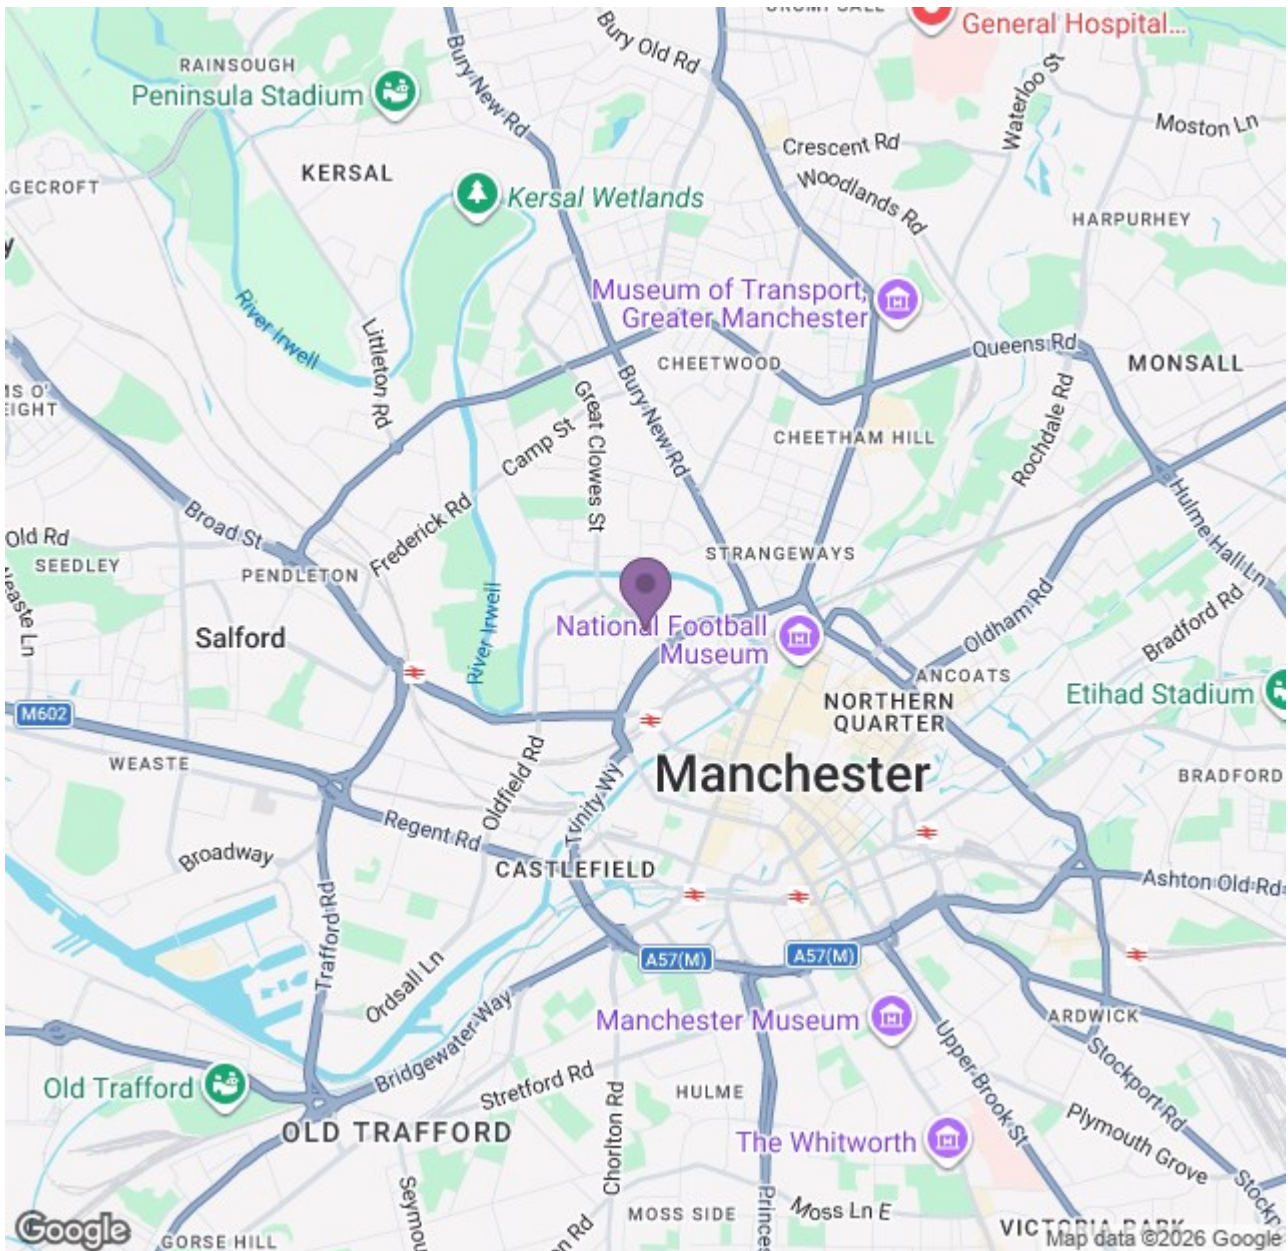 General Hospital...
Bury Old Rd
Bury New Rd
RAINSOUGH
Peninsula Stadium
Waterloo St
Moston Ln
Crescent Rd
KERSAL
Woodlands Rd
Kersal Wetlands
HARPURHEY
River Irwell
Museum of Transport,
Greater Manchester
Littleton Rd
CHEETWOOD
Queens Rd
MONSALL
Great Clowes St
Bury New Rd
Rochdale Rd
Camp St
CHEETHAM HILL
Frederick Rd
Broad St
Hulme Hall Ln
Old Rd
SEEDLEY
PENDLETON
STRANGEWAYS
River Irwell
Oldham Rd
Bradford Rd
Salford
National Football
Museum
ANCOATS
Etihad Stadium
NORTHERN
QUARTER
M602
WEASTE
Oldfield Rd
Trinity Wy
Manchester
BRADFORD
Regent Rd
Broadway
CASTLEFIELD
Ashton Old Rd
Trafford Rd
Ordsall Ln
A57(M)
A57(M)
Bridgewater Way
Manchester Museum
ARDWICK
Upper Brook St
Stockport Rd
Old Trafford
Stretford Rd
HULME
Chorlton Rd
Plymouth Grove
OLD TRAFFORD
The Whitworth
MOSS SIDE
Moss Ln E
VICTORIA PARK
GORSE HILL
Google
Map data ©2026 Google